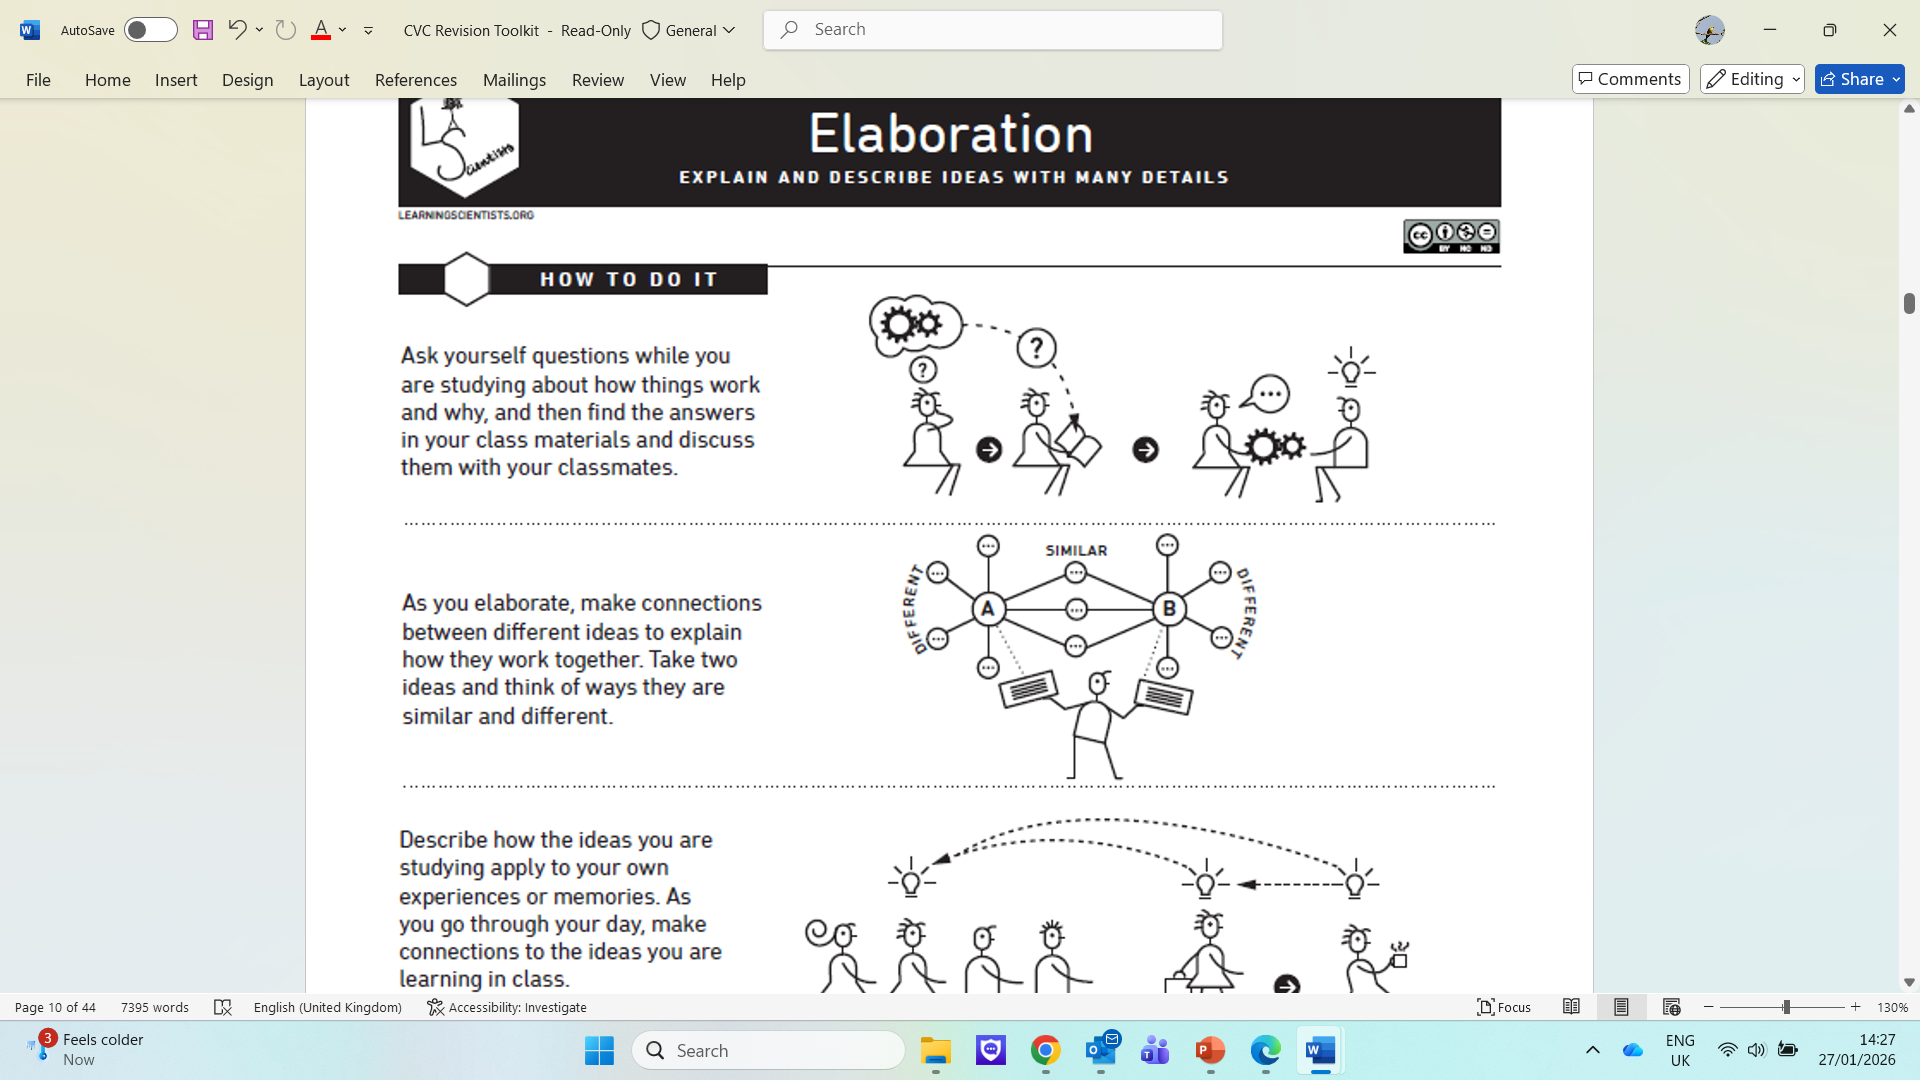 AutoSave
CVC Revision Toolkit - Read-Only
General
Search
File Home Insert Design Layout References Mailings Review View Help
Comments
Editing
Share
LS
cientists
Elaboration
EXPLAIN AND DESCRIBE IDEAS WITH MANY DETAILS
LEARNINGSCIENTISTS.ORG
cc
BY NC ND
HOW TO DO IT
Ask yourself questions while you
are studying about how things work
and why, and then find the answers
in your class materials and discuss
them with your classmates.
?
?
As you elaborate, make connections
between different ideas to explain
how they work together. Take two
ideas and think of ways they are
similar and different.
SIMILAR
DIFFERENT
A
B
DIFFERENT
Describe how the ideas you are
studying apply to your own
experiences or memories. As
you go through your day, make
connections to the ideas you are
learning in class.
Page 10 of 44 7395 words English (United Kingdom) Accessibility: Investigate
Focus
130%
3
Feels colder
Now
Search
ENG
UK
14:27
27/01/2026